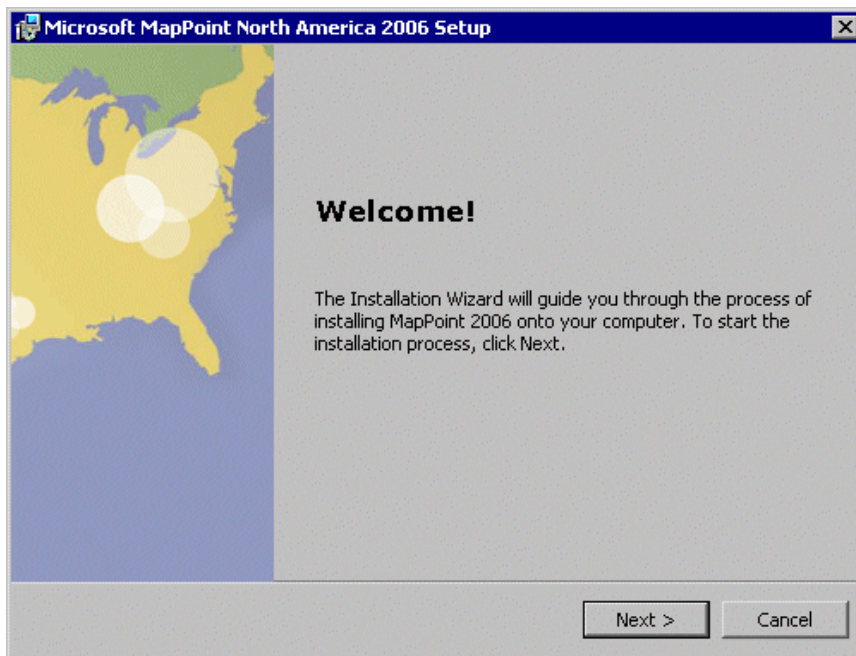 Microsoft MapPoint North America 2006 Setup
Welcome!
The Installation Wizard will guide you through the process of
installing MapPoint 2006 onto your computer. To start the
installation process, click Next.
Next >
Cancel